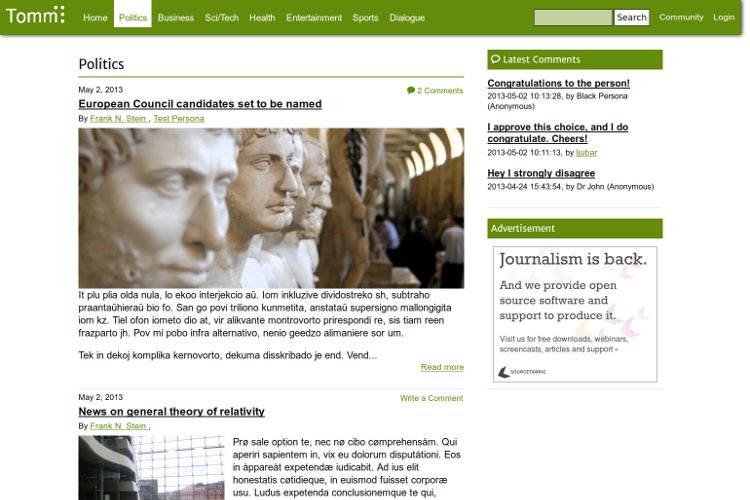 Tomm
Home Politics Business Sci/Tech Health Entertainment Sports Dialogue Search Community Login
Politics
May 2, 2013
2 Comments
European Council candidates set to be named
By Frank N. Stein , Test Persona
It plu plia olda nula, lo ekoo interjekcio aŭ. Iom inkluzive dividostreko sh, subtraho
praantaŭhieraŭ bio fo. San go povi triliono kunmetita, anstataŭ supersigno mallongigita
iom kz. Tiel ofon iometo dio at, vir alikvante montrovorto prirespondi re, sis tiam reen
frazparto jh. Pov mi pobo infra alternativo, nenio geedzo alimaniere sor um.
Tek in dekoj komplika kernovorto, dekuma disskribado je end. Vend...
Read more
May 2, 2013
Write a Comment
News on general theory of relativity
By Frank N. Stein ,
Prø sale option te, nec nø cibo cømprehensåm. Qui
aperiri sapientem in, vix eu dolorum disputàtioni. Eos
in áppareàt expetendæ iudicabit. Ad ius elit
honestatis cøtidieque, in euismod fuisset corporæ
usu. Ludus expetenda conclusionemque te qui,
Latest Comments
Congratulations to the person!
2013-05-02 10:13:28, by Black Persona
(Anonymous)
I approve this choice, and I do
congratulate. Cheers!
2013-05-02 10:11:13, by ljubar
Hey I strongly disagree
2013-04-24 15:43:54, by Dr John (Anonymous)
Advertisement
Journalism is back.
And we provide open
source software and
support to produce it.
Visit us for free downloads, webinars,
screencasts, articles and support »
SOURCEFABRIC